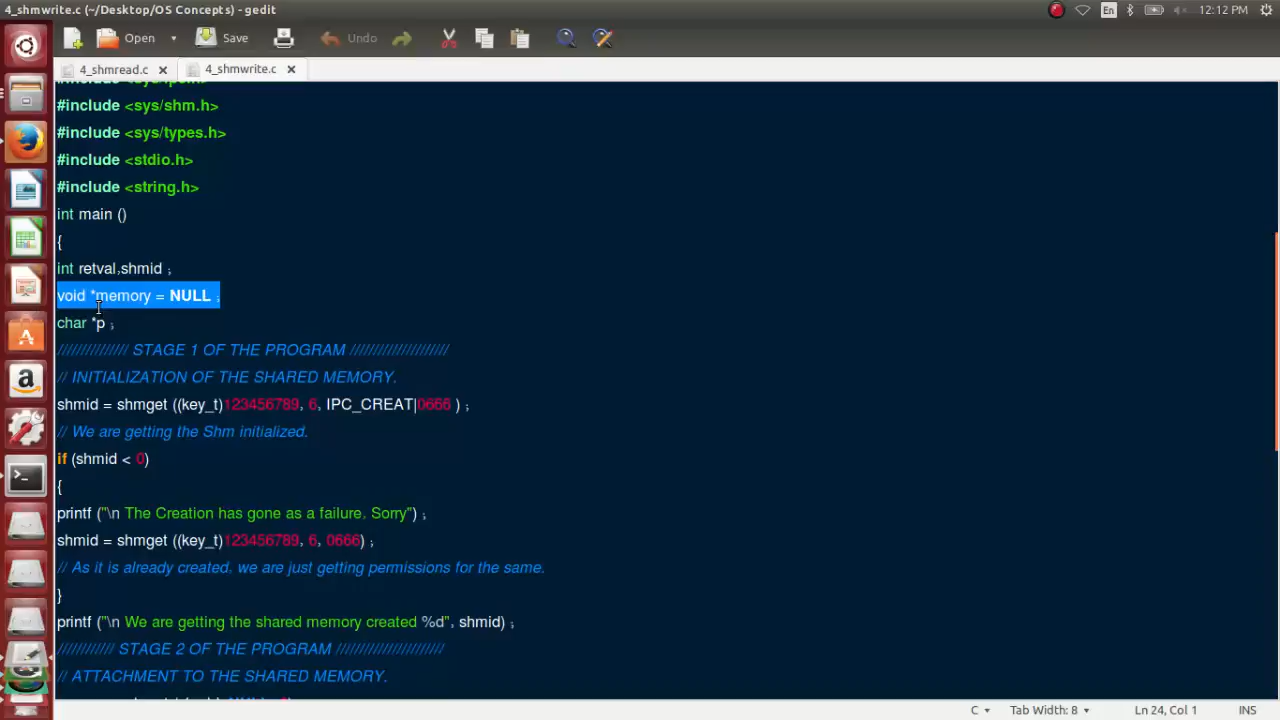 4_shmwrite.c (~/Desktop/OS Concepts) - gedit
En
12:12 PM
Open
Save
Undo
4_shmread.c
4_shmwrite.c
#include <sys/shm.h>
#include <sys/types.h>
#include <stdio.h>
#include <string.h>
int main ()
{
int retval,shmid ;
void *memory = NULL ;
char *p ;
/////////////// STAGE 1 OF THE PROGRAM /////////////////////
// INITIALIZATION OF THE SHARED MEMORY.
shmid = shmget ((key_t)123456789, 6, IPC_CREAT|0666 ) ;
// We are getting the Shm initialized.
if (shmid < 0)
{
printf ("\n The Creation has gone as a failure, Sorry") ;
shmid = shmget ((key_t)123456789, 6, 0666) ;
// As it is already created, we are just getting permissions for the same.
}
printf ("\n We are getting the shared memory created %d", shmid) ;
//////////// STAGE 2 OF THE PROGRAM ///////////////////////
// ATTACHMENT TO THE SHARED MEMORY.
C
Tab Width: 8
Ln 24, Col 1
INS